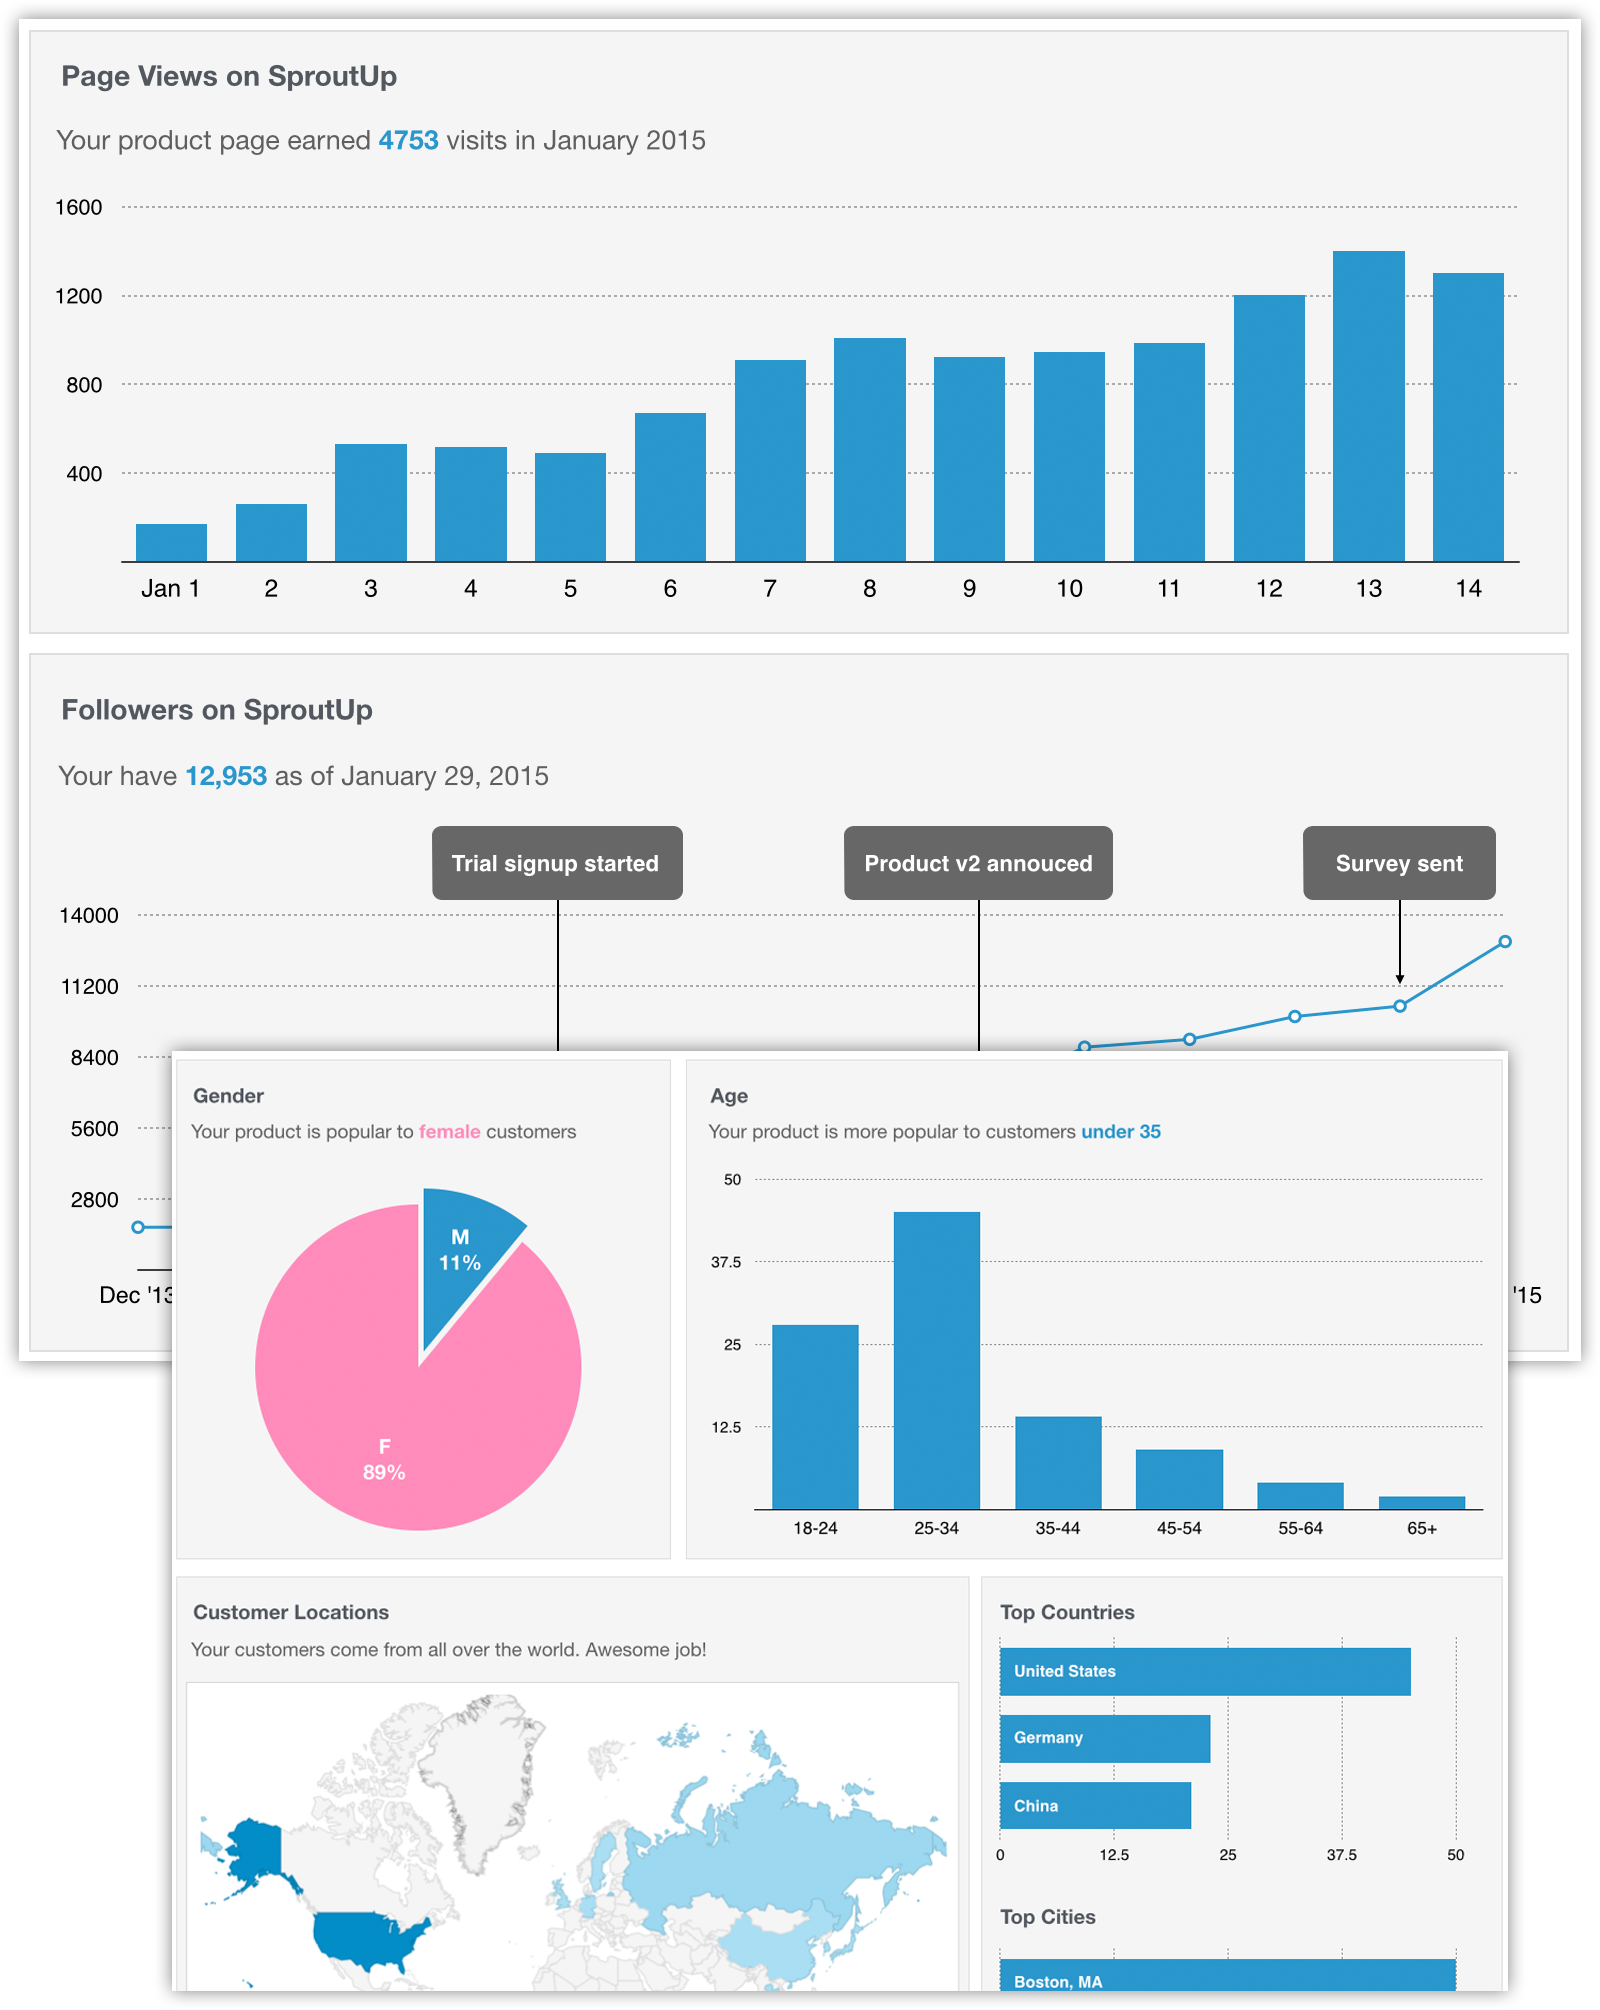 Page Views on SproutUp
Your product page earned 4753 visits in January 2015
1600
1200
800
400
Jan 1 2 3 4 5 6 7 8 9 10 11 12 13 14
Followers on SproutUp
Your have 12,953 as of January 29, 2015
Trial signup started Product v2 annouced Survey sent
14000
11200
8400
5600
2800
Dec '13 '15
Gender
Your product is popular to female customers
M
11%
F
89%
Age
Your product is more popular to customers under 35
50
37.5
25
12.5
18-24 25-34 35-44 45-54 55-64 65+
Customer Locations
Your customers come from all over the world. Awesome job!
Top Countries
United States
Germany
China
0 12.5 25 37.5 50
Top Cities
Boston, MA